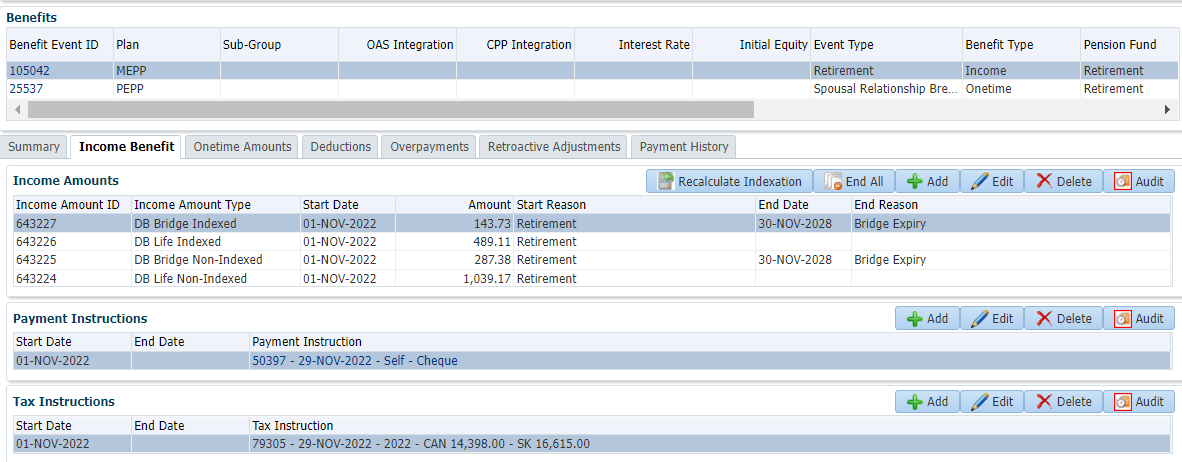 Benefits
Benefit Event ID Plan Sub-Group OAS Integration CPP Integration Interest Rate Initial Equity Event Type Benefit Type Pension Fund
105042 MEPP Retirement Income Retirement
25537 PEPP Spousal Relationship Bre... Onetime Retirement
Summary Income Benefit Onetime Amounts Deductions Overpayments Retroactive Adjustments Payment History
Income Amounts Recalculate Indexation End All Add Edit Delete Audit
Income Amount ID Income Amount Type Start Date Amount Start Reason End Date End Reason
643227 DB Bridge Indexed 01-NOV-2022 143.73 Retirement 30-NOV-2028 Bridge Expiry
643226 DB Life Indexed 01-NOV-2022 489.11 Retirement
643225 DB Bridge Non-Indexed 01-NOV-2022 287.38 Retirement 30-NOV-2028 Bridge Expiry
643224 DB Life Non-Indexed 01-NOV-2022 1,039.17 Retirement
Payment Instructions Add Edit Delete Audit
Start Date End Date Payment Instruction
01-NOV-2022 50397 - 29-NOV-2022 - Self - Cheque
Tax Instructions Add Edit Delete Audit
Start Date End Date Tax Instruction
01-NOV-2022 79305 - 29-NOV-2022 - 2022 - CAN 14,398.00 - SK 16,615.00